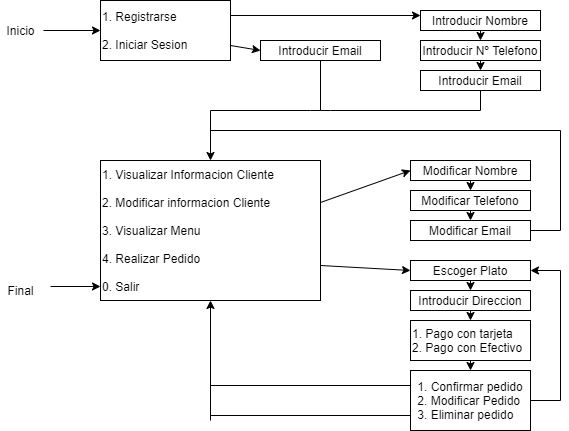 Inicio
1. Registrarse
2. Iniciar Sesion
Introducir Email
Introducir Nombre
Introducir Nº Telefono
Introducir Email
1. Visualizar Informacion Cliente
2. Modificar informacion Cliente
3. Visualizar Menu
4. Realizar Pedido
0. Salir
Final
Modificar Nombre
Modificar Telefono
Modificar Email
Escoger Plato
Introducir Direccion
1. Pago con tarjeta
2. Pago con Efectivo
1. Confirmar pedido
2. Modificar Pedido
3. Eliminar pedido